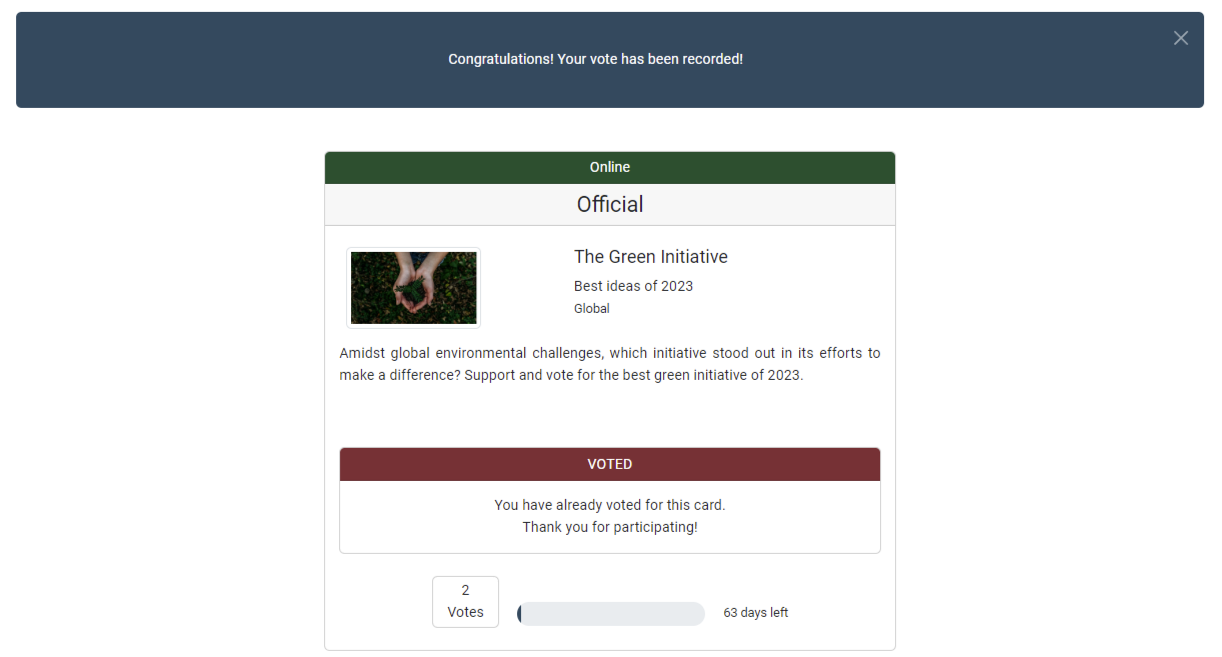 Congratulations! Your vote has been recorded!
Online
Official
The Green Initiative
Best ideas of 2023
Global
Amidst global environmental challenges, which initiative stood out in its efforts to
make a difference? Support and vote for the best green initiative of 2023.
VOTED
You have already voted for this card.
Thank you for participating!
2
Votes
63 days left